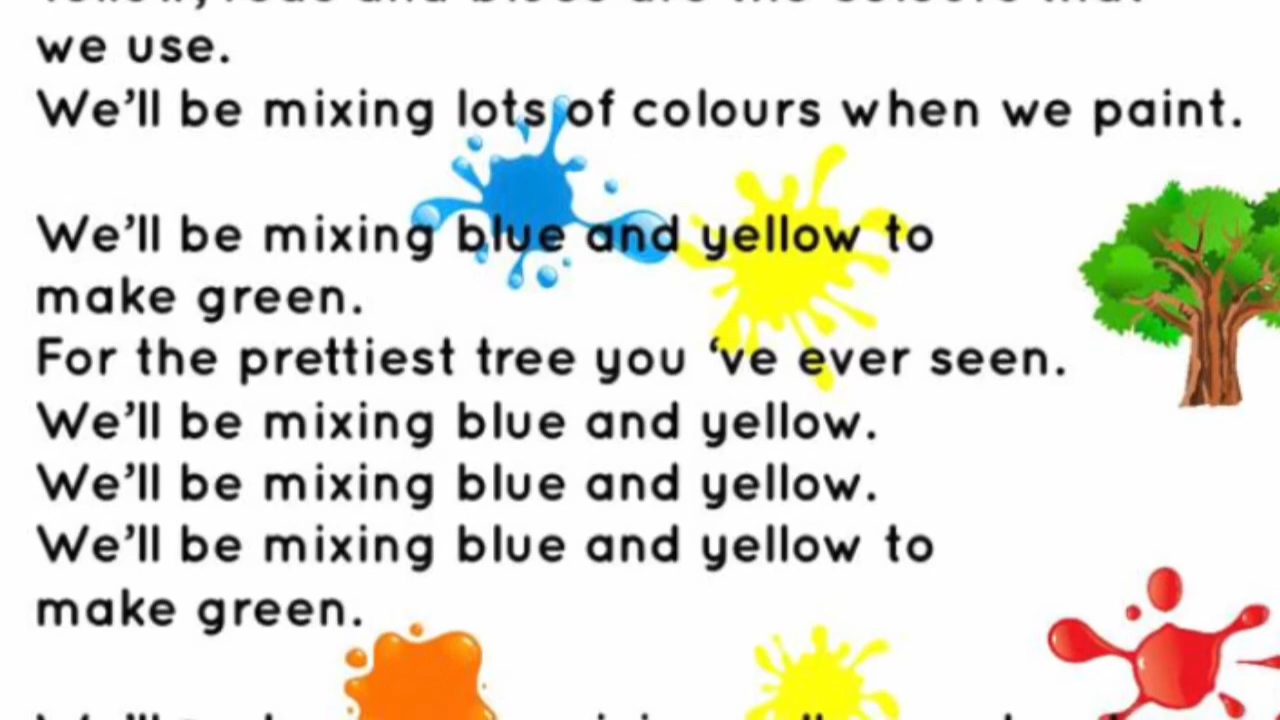 we use.
We'll be mixing lots of colours when we paint.
We'll be mixing blue and yellow to
make green.
For the prettiest tree you 've ever seen.
We'll be mixing blue and yellow.
We'll be mixing blue and yellow.
We'll be mixing blue and yellow to
make green.